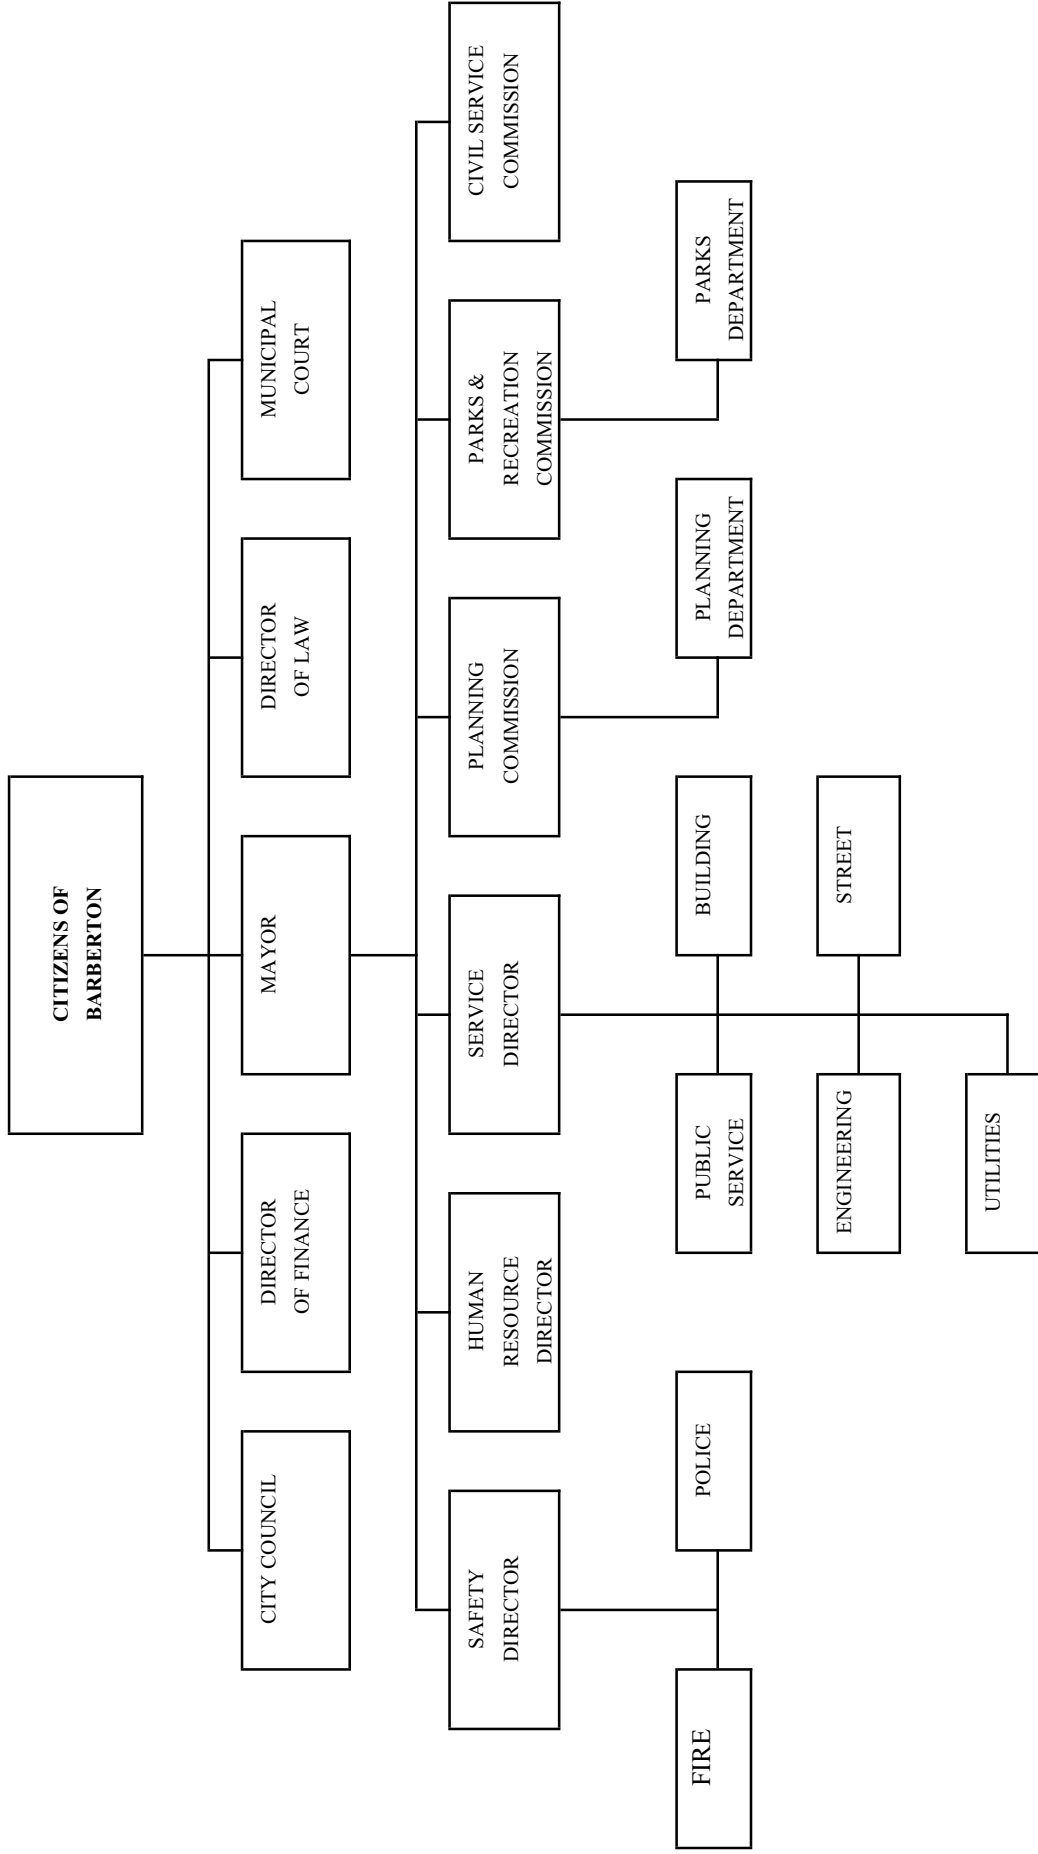 CITIZENS OF
BARBERTON
CITY COUNCIL
DIRECTOR
OF FINANCE
MAYOR
DIRECTOR
OF LAW
MUNICIPAL
COURT
SAFETY
DIRECTOR
HUMAN
RESOURCE
DIRECTOR
SERVICE
DIRECTOR
PLANNING
COMMISSION
PARKS &
RECREATION
COMMISSION
CIVIL SERVICE
COMMISSION
FIRE
POLICE
PUBLIC
SERVICE
BUILDING
PLANNING
DEPARTMENT
PARKS
DEPARTMENT
ENGINEERING
STREET
UTILITIES